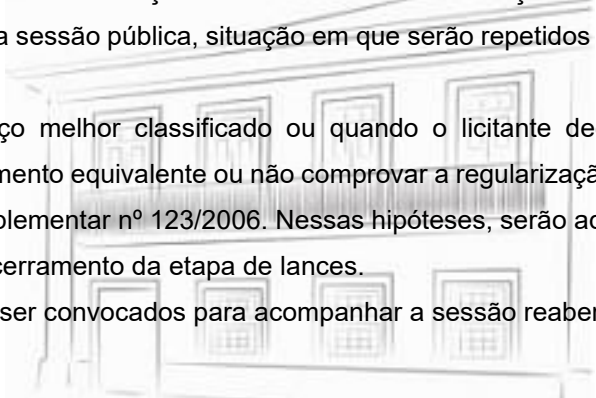 a sessão pública, situação em que serão repetidos
ço melhor classificado ou quando o licitante de
mento equivalente ou não comprovar a regularizaçã
plementar nº 123/2006. Nessas hipóteses, serão ac
cerramento da etapa de lances.
ser convocados para acompanhar a sessão reaber